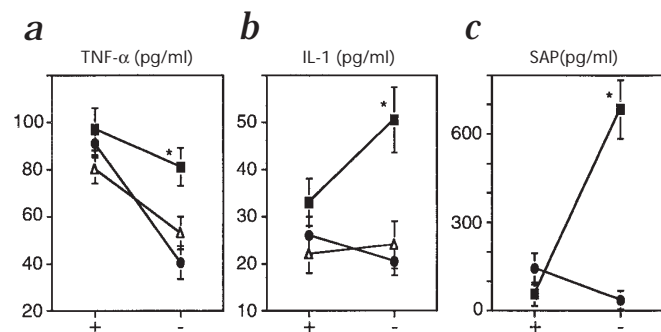 a b c
TNF-α (pg/ml) IL-1 (pg/ml) SAP(pg/ml)
100 80 60 40 20
50 40 30 20 10
600 300 0
* * *
+ - + - + -